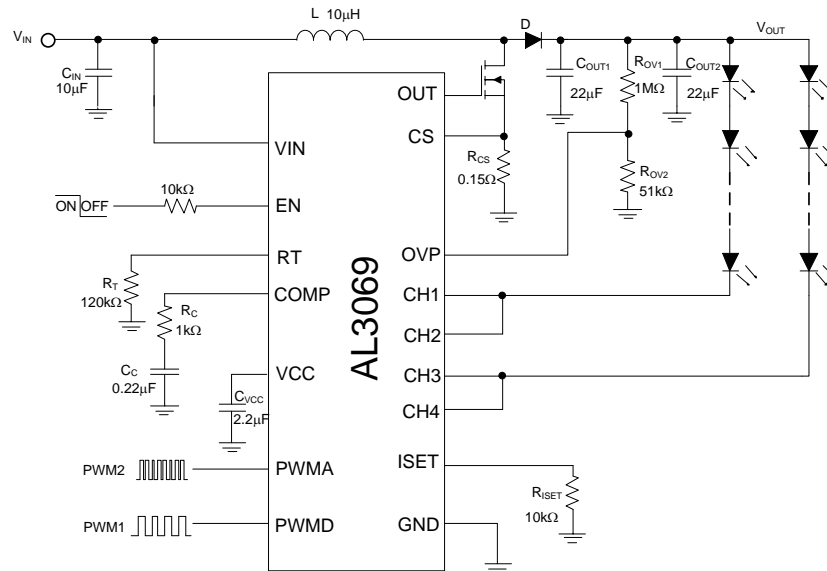 L 10μH
D
VIN
VOUT
CIN
10μF
COUT1
22μF
ROV1
1MΩ
COUT2
22μF
OUT
CS
RCS
0.15Ω
ROV2
51kΩ
VIN
10kΩ
ON OFF
EN
OVP
RT
RT
120kΩ
COMP
RC
1kΩ
CC
0.22μF
VCC
CVCC
2.2μF
AL3069
CH1
CH2
CH3
CH4
PWM2
PWMA
ISET
RISET
10kΩ
PWM1
PWMD
GND